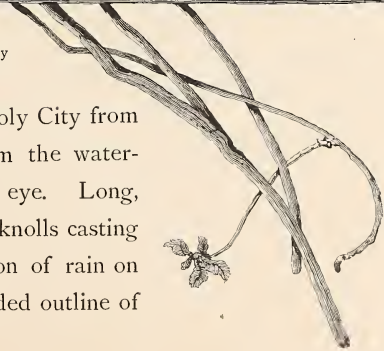 y
oly City from
m the water-
eye. Long,
knolls casting
on of rain on
ded outline of